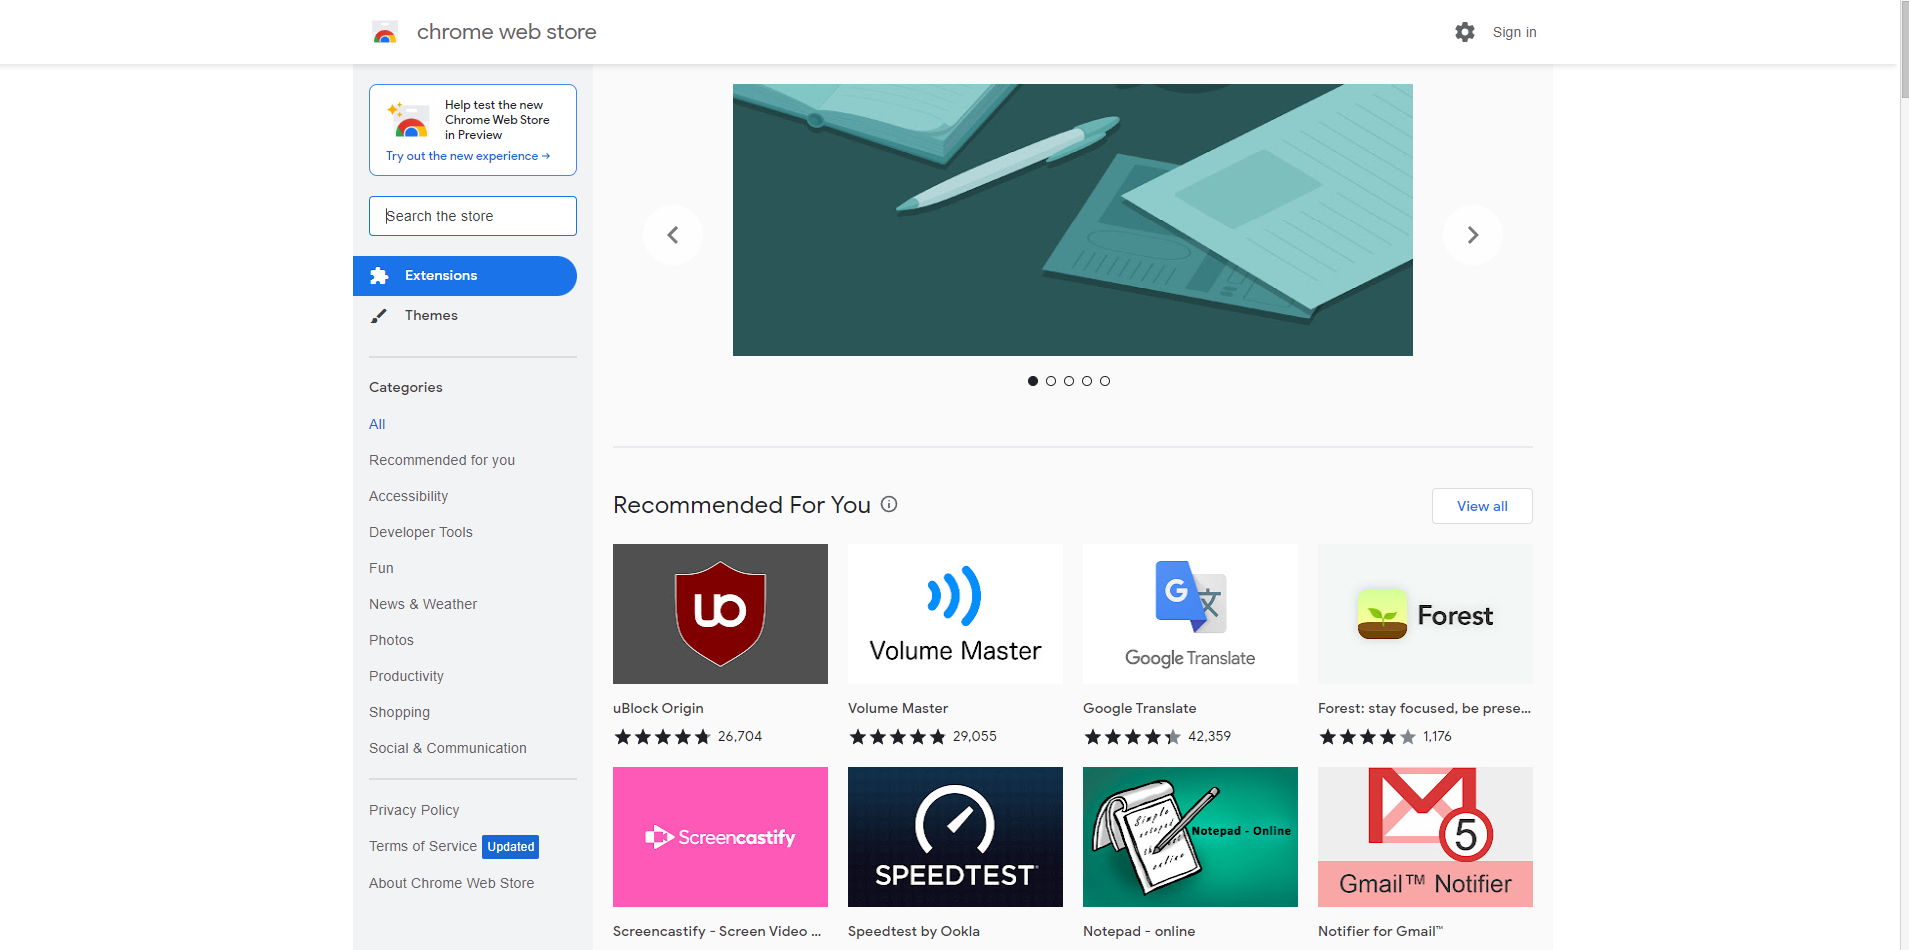 chrome web store
Sign in
Help test the new
Chrome Web Store
in Preview
Try out the new experience →
Search the store
Extensions
Themes
Categories
All
Recommended for you
Accessibility
Developer Tools
Fun
News & Weather
Photos
Productivity
Shopping
Social & Communication
Privacy Policy
Terms of Service Updated
About Chrome Web Store
Recommended For You
View all
uo
Volume Master
G 文
Google Translate
Forest
uBlock Origin
26,704
Volume Master
29,055
Google Translate
42,359
Forest: stay focused, be prese...
1,176
Screencastify
SPEEDTEST
Simple
notepad
online
Notepad - Online
5
Gmail™ Notifier
Screencastify - Screen Video ...
Speedtest by Ookla
Notepad - online
Notifier for Gmail™